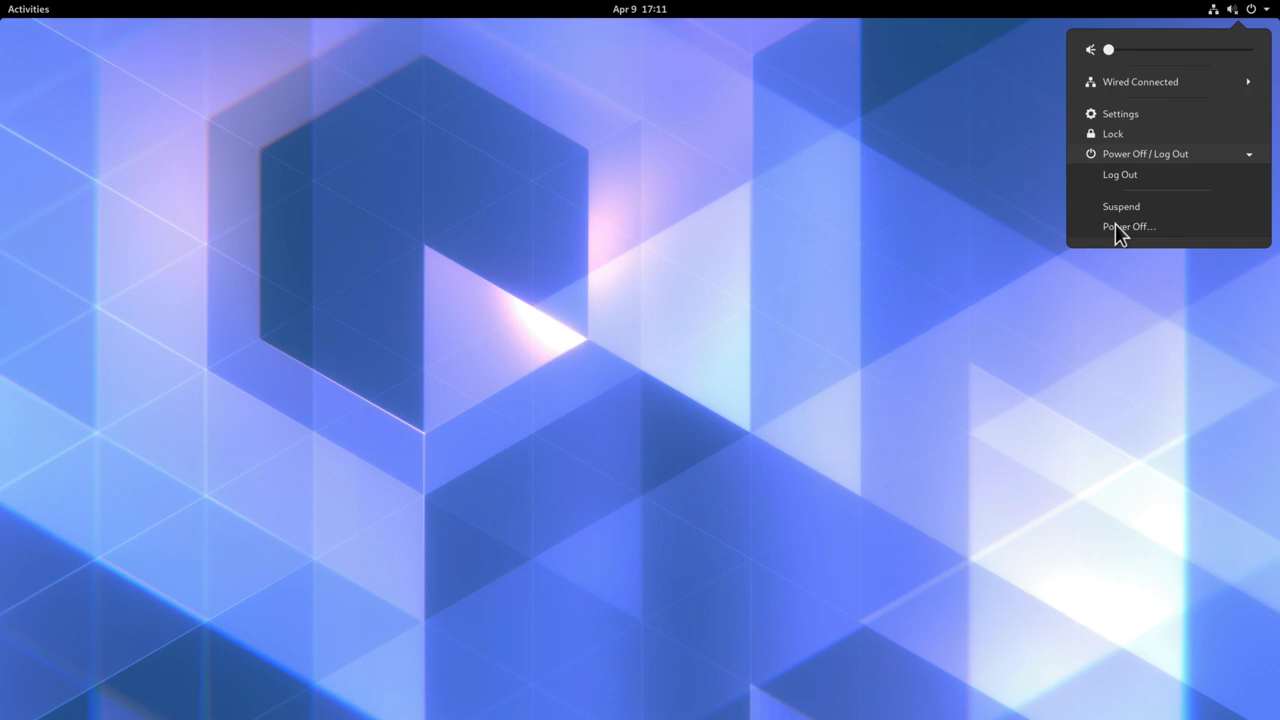 Activities
Apr 9 17:11
Wired Connected
Settings
Lock
Power Off / Log Out
Log Out
Suspend
Power Off...